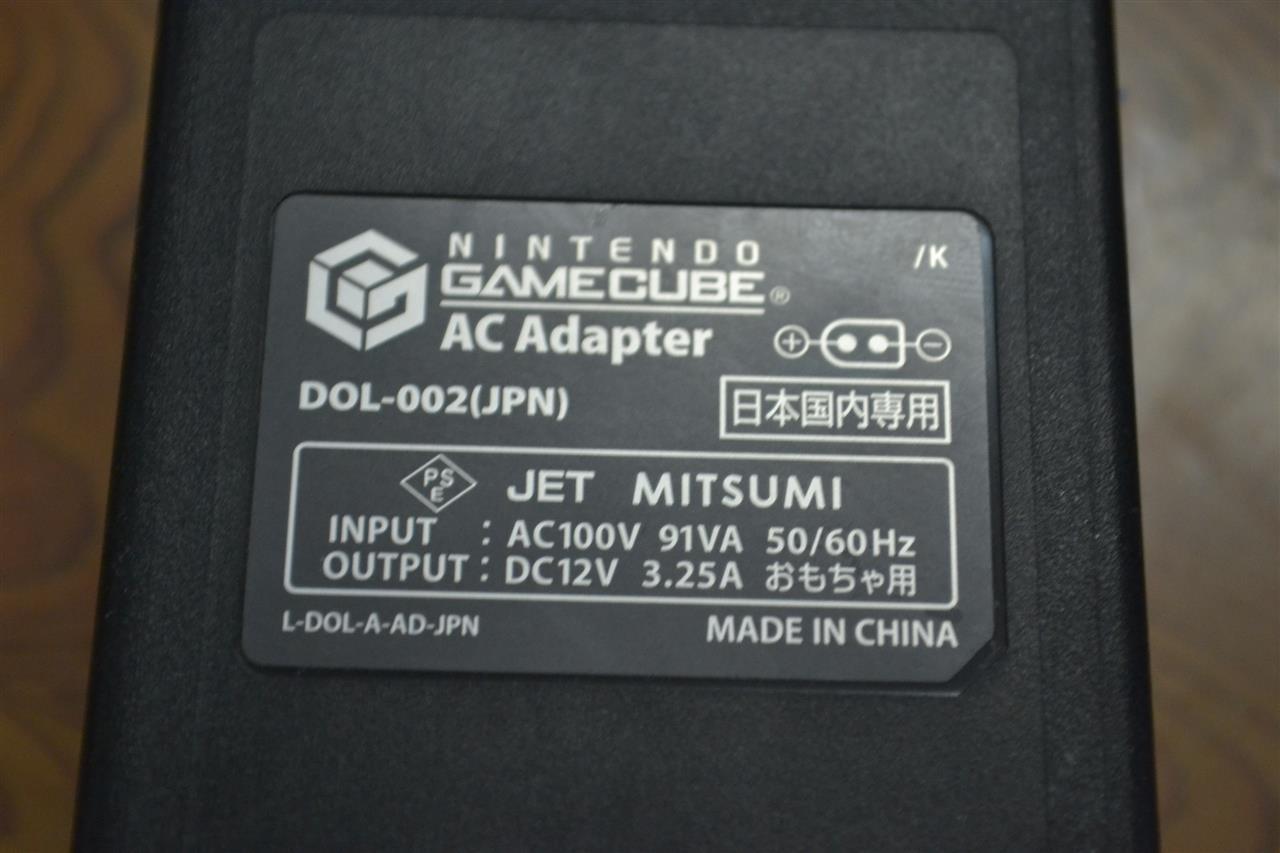 NINTENDO
GAMECUBE®
/K
AC Adapter
DOL-002(JPN)
日本国内専用
PSE JET MITSUMI
INPUT : AC100V 91VA 50/60Hz
OUTPUT : DC12V 3.25A おもちゃ用
L-DOL-A-AD-JPN
MADE IN CHINA